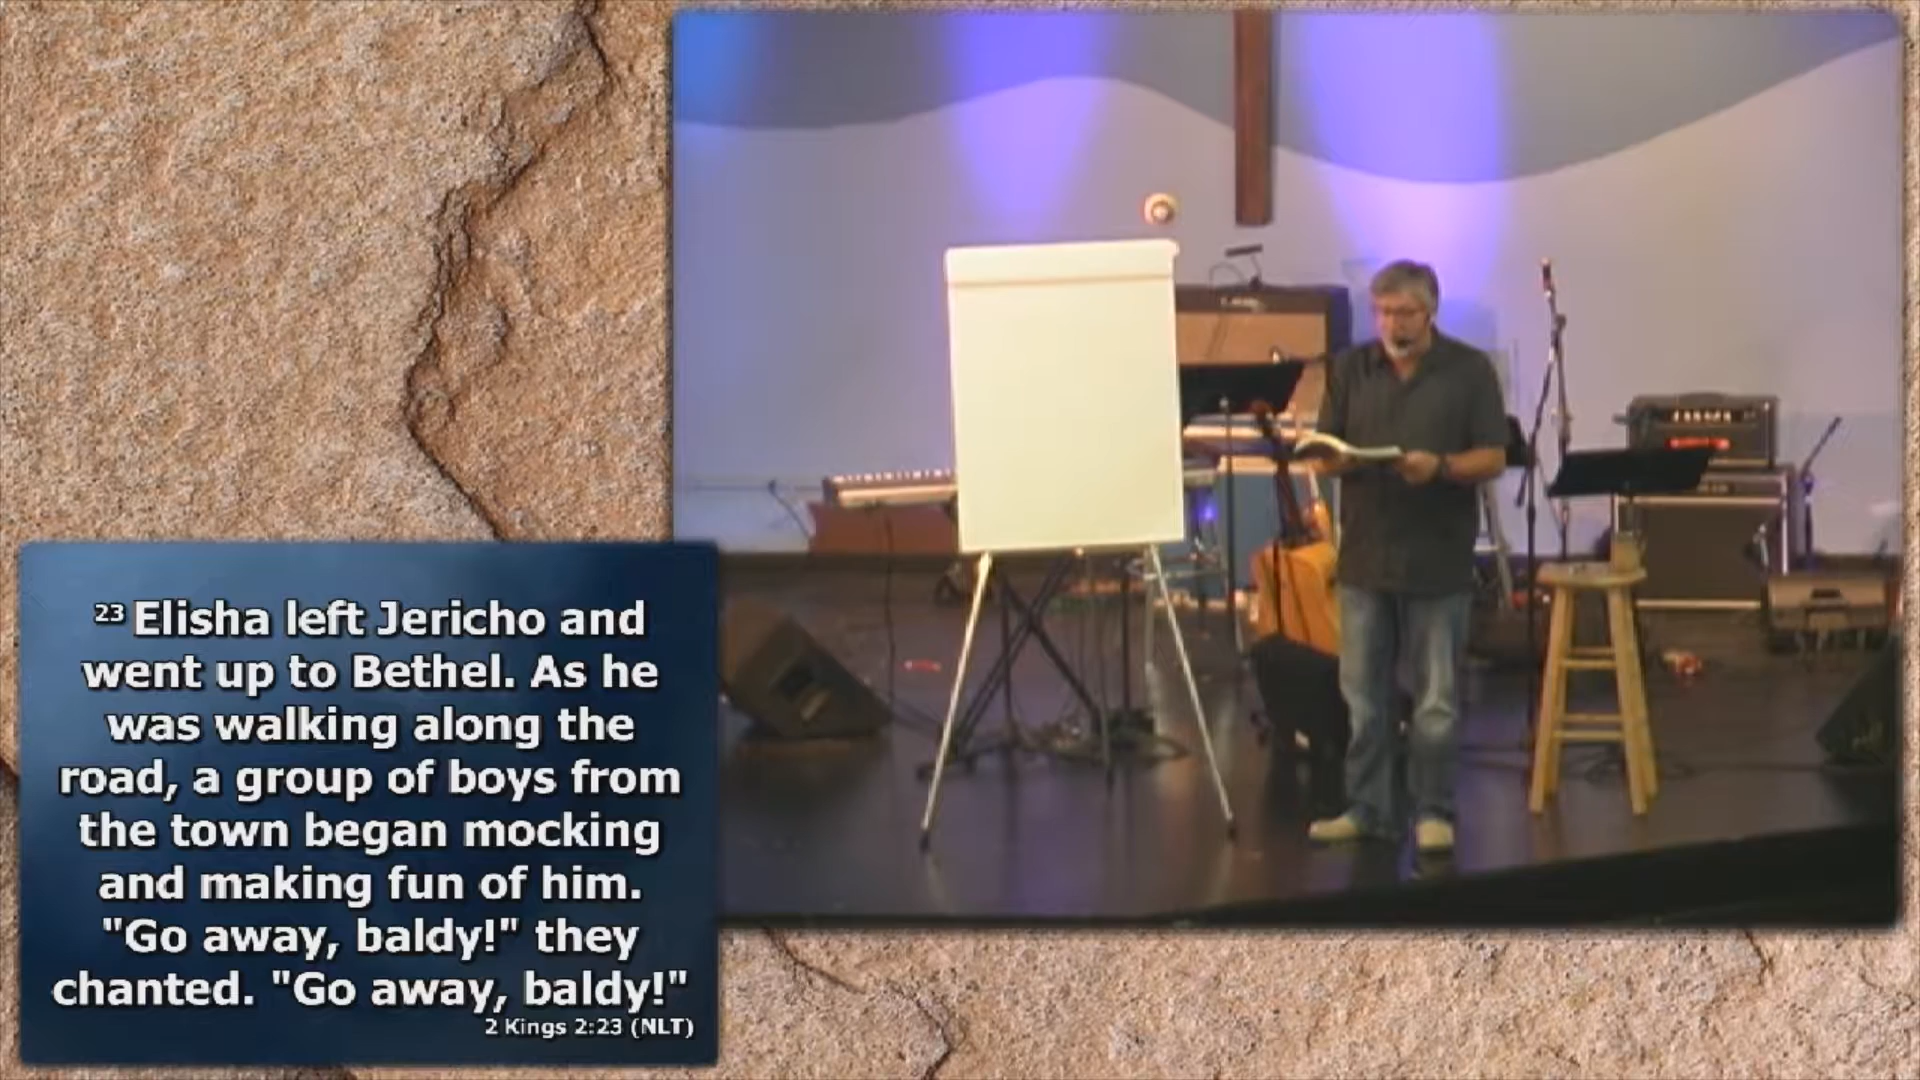 23 Elisha left Jericho and
went up to Bethel. As he
was walking along the
road, a group of boys from
the town began mocking
and making fun of him.
"Go away, baldy!" they
chanted. "Go away, baldy!"
2 Kings 2:23 (NLT)